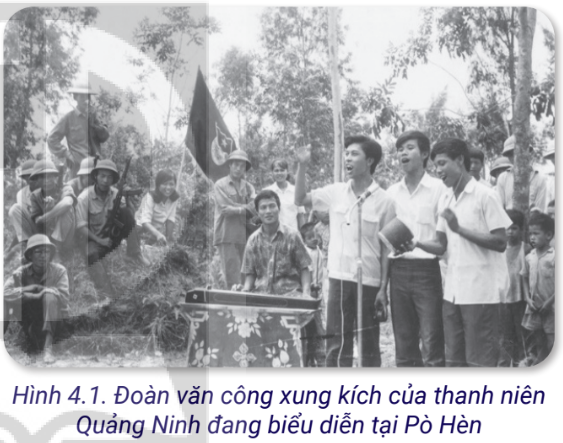 Hình 4.1. Đoàn văn công xung kích của thanh niên
Quảng Ninh đang biểu diễn tại Pò Hèn